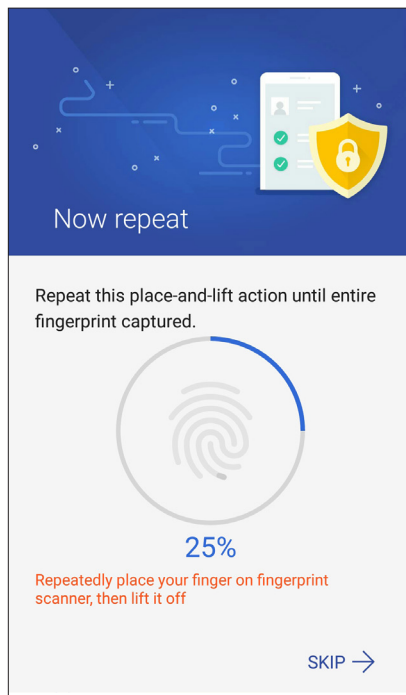 Now repeat
Repeat this place-and-lift action until entire
fingerprint captured.
25%
Repeatedly place your finger on fingerprint
scanner, then lift it off
SKIP